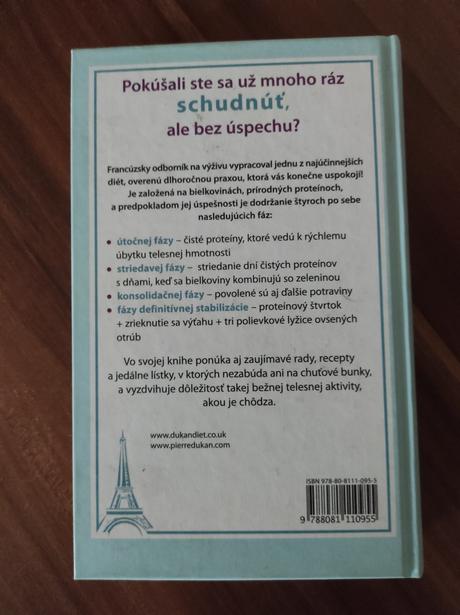 Pokúšali ste sa už mnoho ráz
schudnúť,
ale bez úspechu?
Francúzsky odborník na výživu vypracoval jednu z najúčinnejších
diét, overenú dlhoročnou praxou, ktorá vás konečne uspokojí!
Je založená na bielkovinách, prírodných proteínoch,
a predpokladom jej úspešnosti je dodržanie štyroch po sebe
nasledujúcich fáz:
• útočnej fázy – čisté proteíny, ktoré vedú k rýchlemu
úbytku telesnej hmotnosti
• striedavej fázy – striedanie dní čistých proteínov
s dňami, keď sa bielkoviny kombinujú so zeleninou
• konsolidačnej fázy – povolené sú aj ďalšie potraviny
• fázy definitívnej stabilizácie – proteínový štvrtok
+ zrieknutie sa výťahu + tri polievkové lyžice ovsených
otrúb
Vo svojej knihe ponúka aj zaujímavé rady, recepty
a jedálne lístky, v ktorých nezabúda ani na chuťové bunky,
a vyzdvihuje dôležitosť takej bežnej telesnej aktivity,
akou je chôdza.
www.dukandiet.co.uk
www.pierredukan.com
ISBN 978-80-8111-095-5
9 788081 110955